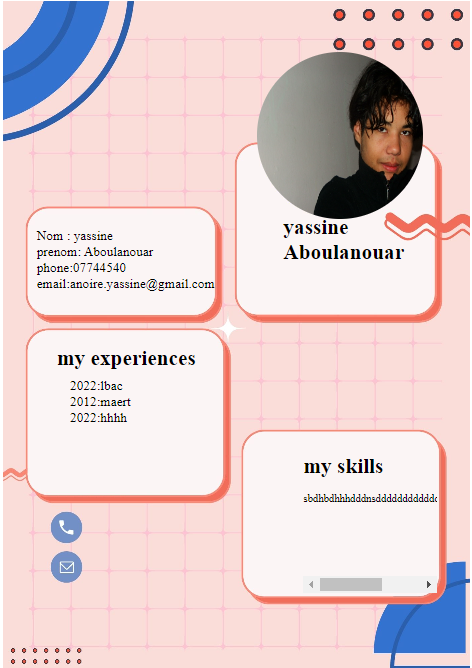 yassine
Aboulanouar
Nom : yassine
prenom: Aboulanouar
phone:07744540
email:anoire.yassine@gmail.com
my experiences
2022:lbac
2012:maert
2022:hhhh
my skills